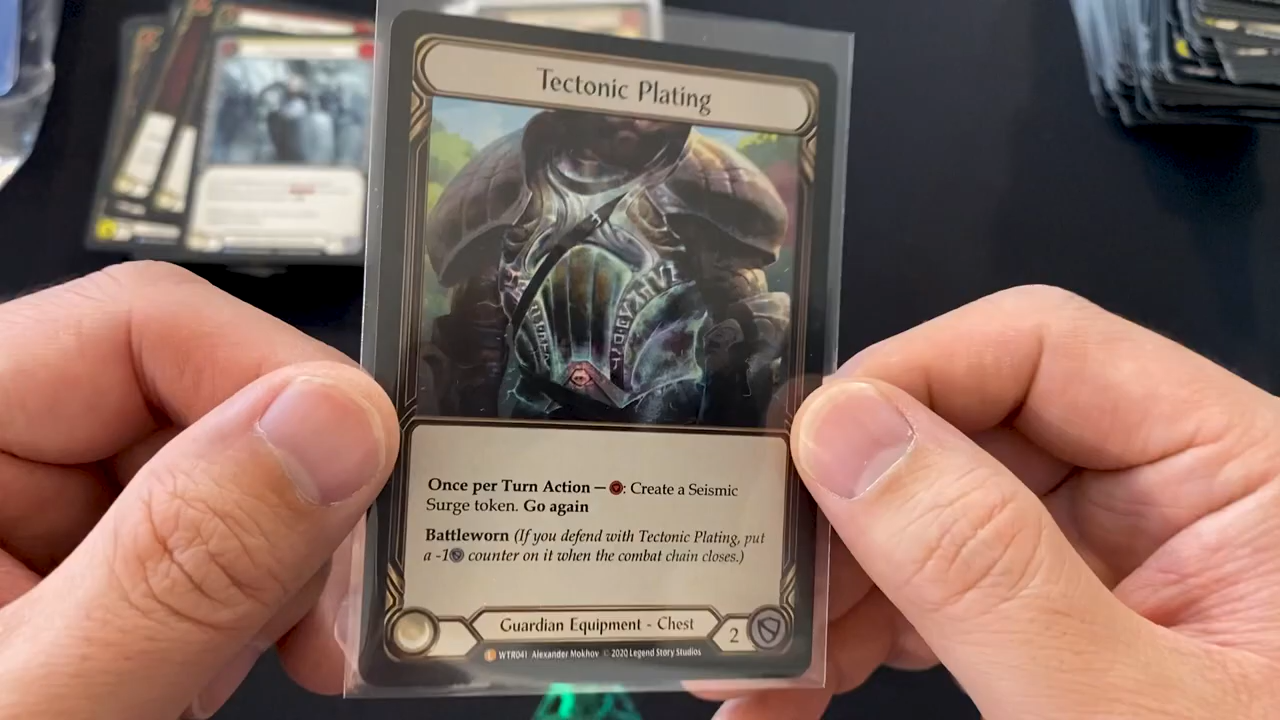 Tectonic Plating
Once per Turn Action — : Create a Seismic
Surge token. Go again
Battleworn (If you defend with Tectonic Plating, put
a -1 counter on it when the combat chain closes.)
Guardian Equipment - Chest
2
L WTR041 Alexander Mokhov © 2020 Legend Story Studios